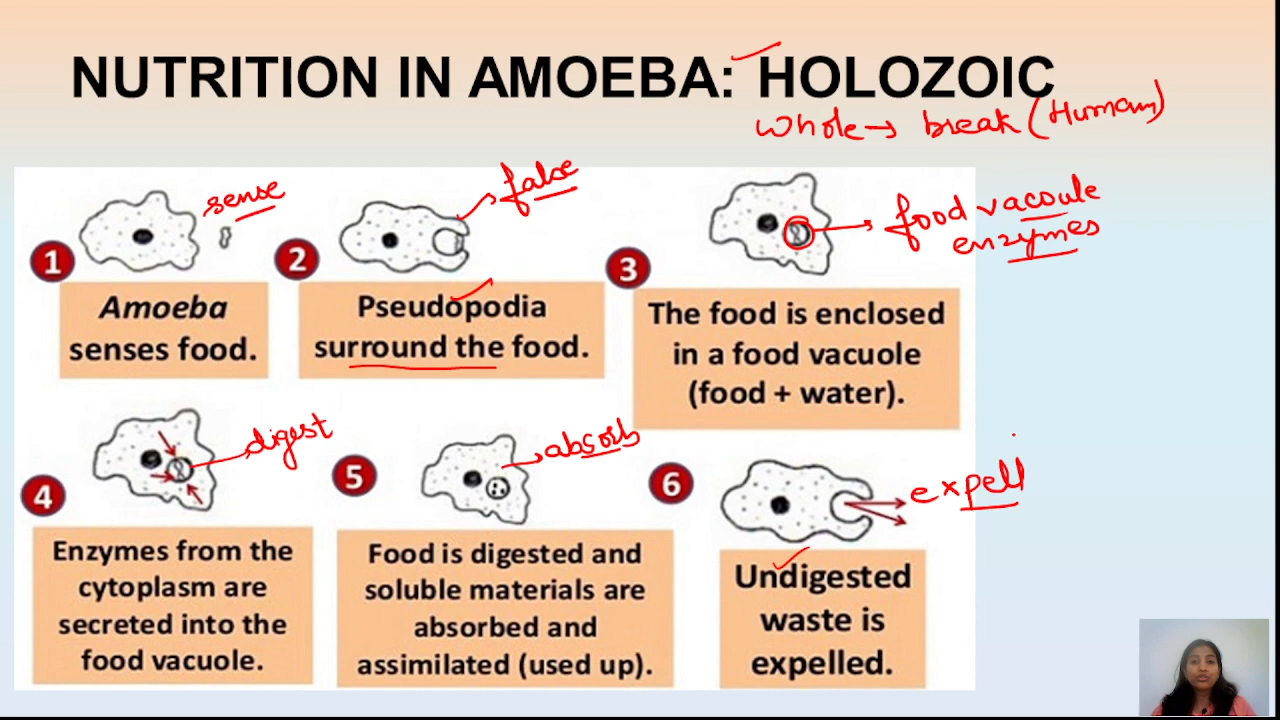 NUTRITION IN AMOEBA: HOLOZOIC
Whole → break (Human)
sense
false
food vacoule
enzymes
1
2
3
Amoeba
senses food.
Pseudopodia
surround the food.
The food is enclosed
in a food vacuole
(food + water).
digest
absorb
expell
4
5
6
Enzymes from the
cytoplasm are
secreted into the
food vacuole.
Food is digested and
soluble materials are
absorbed and
assimilated (used up).
Undigested
waste is
expelled.